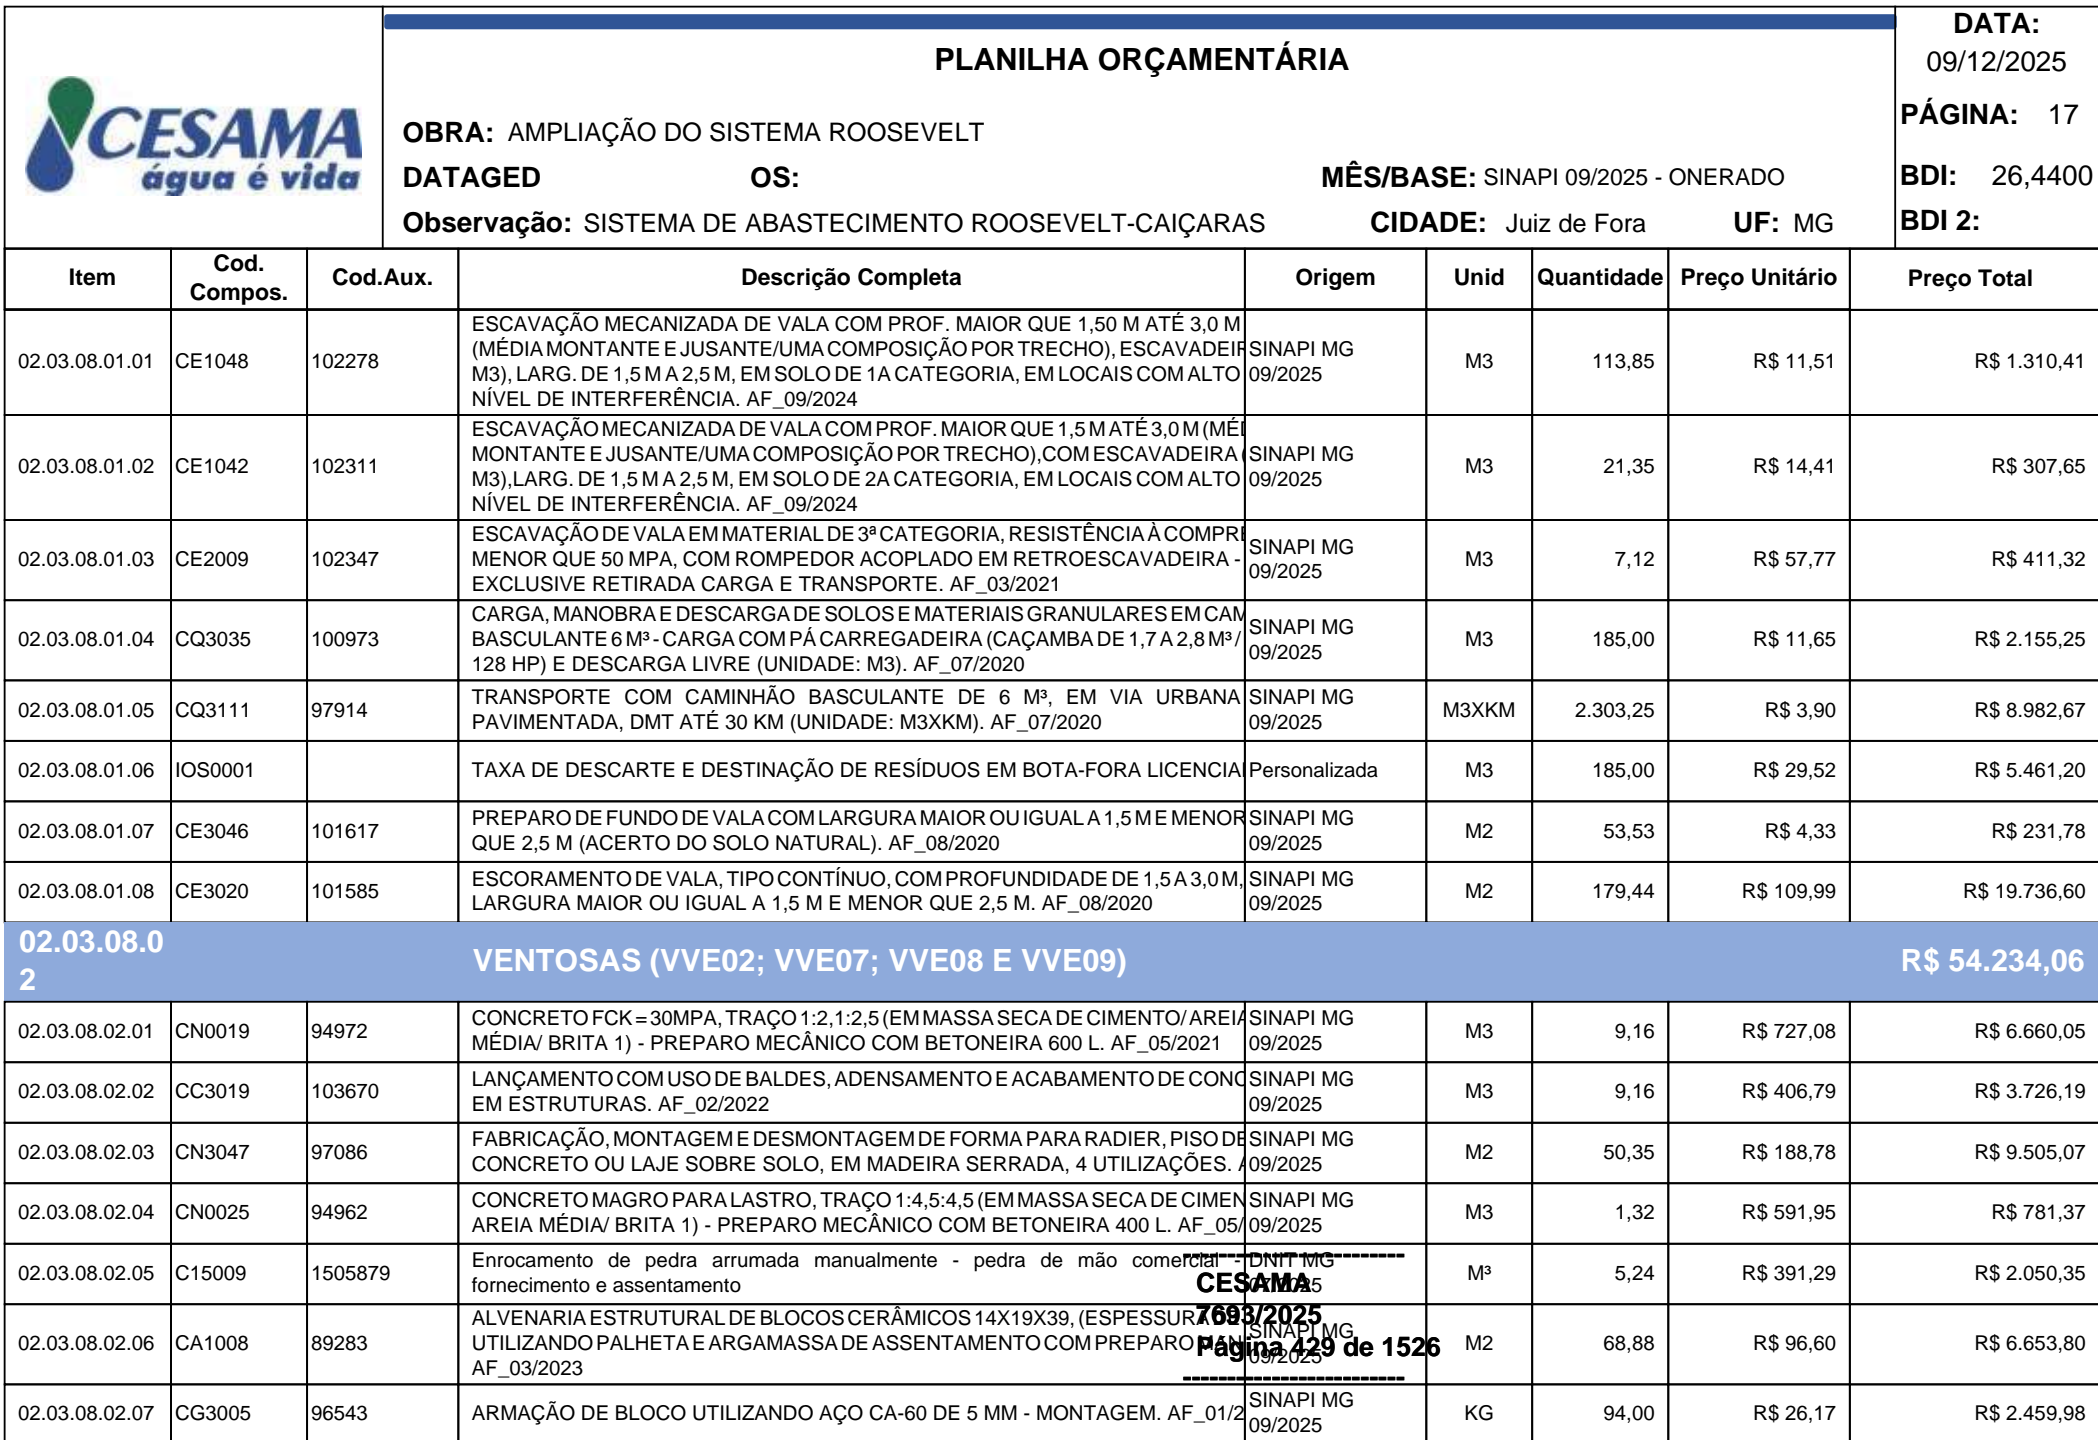 CESAMA
água é vida
PLANILHA ORÇAMENTÁRIA
OBRA: AMPLIAÇÃO DO SISTEMA ROOSEVELT
DATAGED OS: MÊS/BASE: SINAPI 09/2025 - ONERADO
Observação: SISTEMA DE ABASTECIMENTO ROOSEVELT-CAIÇARAS CIDADE: Juiz de Fora UF: MG
DATA:
09/12/2025
PÁGINA: 17
BDI: 26,4400
BDI 2:
Item Cod. Compos. Cod.Aux. Descrição Completa Origem Unid Quantidade Preço Unitário Preço Total
02.03.08.01.01 CE1048 102278
ESCAVAÇÃO MECANIZADA DE VALA COM PROF. MAIOR QUE 1,50 M ATÉ 3,0 M
(MÉDIA MONTANTE E JUSANTE/UMA COMPOSIÇÃO POR TRECHO), ESCAVADEIR
M3), LARG. DE 1,5 M A 2,5 M, EM SOLO DE 1A CATEGORIA, EM LOCAIS COM ALTO
NÍVEL DE INTERFERÊNCIA. AF_09/2024
SINAPI MG
09/2025
M3 113,85 R$ 11,51 R$ 1.310,41
02.03.08.01.02 CE1042 102311
ESCAVAÇÃO MECANIZADA DE VALA COM PROF. MAIOR QUE 1,5 M ATÉ 3,0 M (MÉD
MONTANTE E JUSANTE/UMA COMPOSIÇÃO POR TRECHO),COM ESCAVADEIRA (
M3),LARG. DE 1,5 M A 2,5 M, EM SOLO DE 2A CATEGORIA, EM LOCAIS COM ALTO
NÍVEL DE INTERFERÊNCIA. AF_09/2024
SINAPI MG
09/2025
M3 21,35 R$ 14,41 R$ 307,65
02.03.08.01.03 CE2009 102347
ESCAVAÇÃO DE VALA EM MATERIAL DE 3ª CATEGORIA, RESISTÊNCIA À COMPRE
MENOR QUE 50 MPA, COM ROMPEDOR ACOPLADO EM RETROESCAVADEIRA -
EXCLUSIVE RETIRADA CARGA E TRANSPORTE. AF_03/2021
SINAPI MG
09/2025
M3 7,12 R$ 57,77 R$ 411,32
02.03.08.01.04 CQ3035 100973
CARGA, MANOBRA E DESCARGA DE SOLOS E MATERIAIS GRANULARES EM CAM
BASCULANTE 6 M³ - CARGA COM PÁ CARREGADEIRA (CAÇAMBA DE 1,7 A 2,8 M³ /
128 HP) E DESCARGA LIVRE (UNIDADE: M3). AF_07/2020
SINAPI MG
09/2025
M3 185,00 R$ 11,65 R$ 2.155,25
02.03.08.01.05 CQ3111 97914
TRANSPORTE COM CAMINHÃO BASCULANTE DE 6 M³, EM VIA URBANA
PAVIMENTADA, DMT ATÉ 30 KM (UNIDADE: M3XKM). AF_07/2020
SINAPI MG
09/2025
M3XKM 2.303,25 R$ 3,90 R$ 8.982,67
02.03.08.01.06 IOS0001
TAXA DE DESCARTE E DESTINAÇÃO DE RESÍDUOS EM BOTA-FORA LICENCIA
Personalizada
M3 185,00 R$ 29,52 R$ 5.461,20
02.03.08.01.07 CE3046 101617
PREPARO DE FUNDO DE VALA COM LARGURA MAIOR OU IGUAL A 1,5 M E MENOR
QUE 2,5 M (ACERTO DO SOLO NATURAL). AF_08/2020
SINAPI MG
09/2025
M2 53,53 R$ 4,33 R$ 231,78
02.03.08.01.08 CE3020 101585
ESCORAMENTO DE VALA, TIPO CONTÍNUO, COM PROFUNDIDADE DE 1,5 A 3,0 M,
LARGURA MAIOR OU IGUAL A 1,5 M E MENOR QUE 2,5 M. AF_08/2020
SINAPI MG
09/2025
M2 179,44 R$ 109,99 R$ 19.736,60
02.03.08.0
2
VENTOSAS (VVE02; VVE07; VVE08 E VVE09) R$ 54.234,06
02.03.08.02.01 CN0019 94972
CONCRETO FCK = 30MPA, TRAÇO 1:2,1:2,5 (EM MASSA SECA DE CIMENTO/ AREIA
MÉDIA/ BRITA 1) - PREPARO MECÂNICO COM BETONEIRA 600 L. AF_05/2021
SINAPI MG
09/2025
M3 9,16 R$ 727,08 R$ 6.660,05
02.03.08.02.02 CC3019 103670
LANÇAMENTO COM USO DE BALDES, ADENSAMENTO E ACABAMENTO DE CONC
EM ESTRUTURAS. AF_02/2022
SINAPI MG
09/2025
M3 9,16 R$ 406,79 R$ 3.726,19
02.03.08.02.03 CN3047 97086
FABRICAÇÃO, MONTAGEM E DESMONTAGEM DE FORMA PARA RADIER, PISO DE
CONCRETO OU LAJE SOBRE SOLO, EM MADEIRA SERRADA, 4 UTILIZAÇÕES.
SINAPI MG
09/2025
M2 50,35 R$ 188,78 R$ 9.505,07
02.03.08.02.04 CN0025 94962
CONCRETO MAGRO PARA LASTRO, TRAÇO 1:4,5:4,5 (EM MASSA SECA DE CIMEN
AREIA MÉDIA/ BRITA 1) - PREPARO MECÂNICO COM BETONEIRA 400 L. AF_05/
SINAPI MG
09/2025
M3 1,32 R$ 591,95 R$ 781,37
02.03.08.02.05 C15009 1505879
Enrocamento de pedra arrumada manualmente - pedra de mão comercial -
fornecimento e assentamento
DNIT MG
07/2025
M³ 5,24 R$ 391,29 R$ 2.050,35
02.03.08.02.06 CA1008 89283
ALVENARIA ESTRUTURAL DE BLOCOS CERÂMICOS 14X19X39, (ESPESSURA
UTILIZANDO PALHETA E ARGAMASSA DE ASSENTAMENTO COM PREPARO
AF_03/2023
SINAPI MG
09/2025
M2 68,88 R$ 96,60 R$ 6.653,80
CESAMA
7693/2025
Página 429 de 1526
02.03.08.02.07 CG3005 96543
ARMAÇÃO DE BLOCO UTILIZANDO AÇO CA-60 DE 5 MM - MONTAGEM. AF_01/2
SINAPI MG
09/2025
KG 94,00 R$ 26,17 R$ 2.459,98